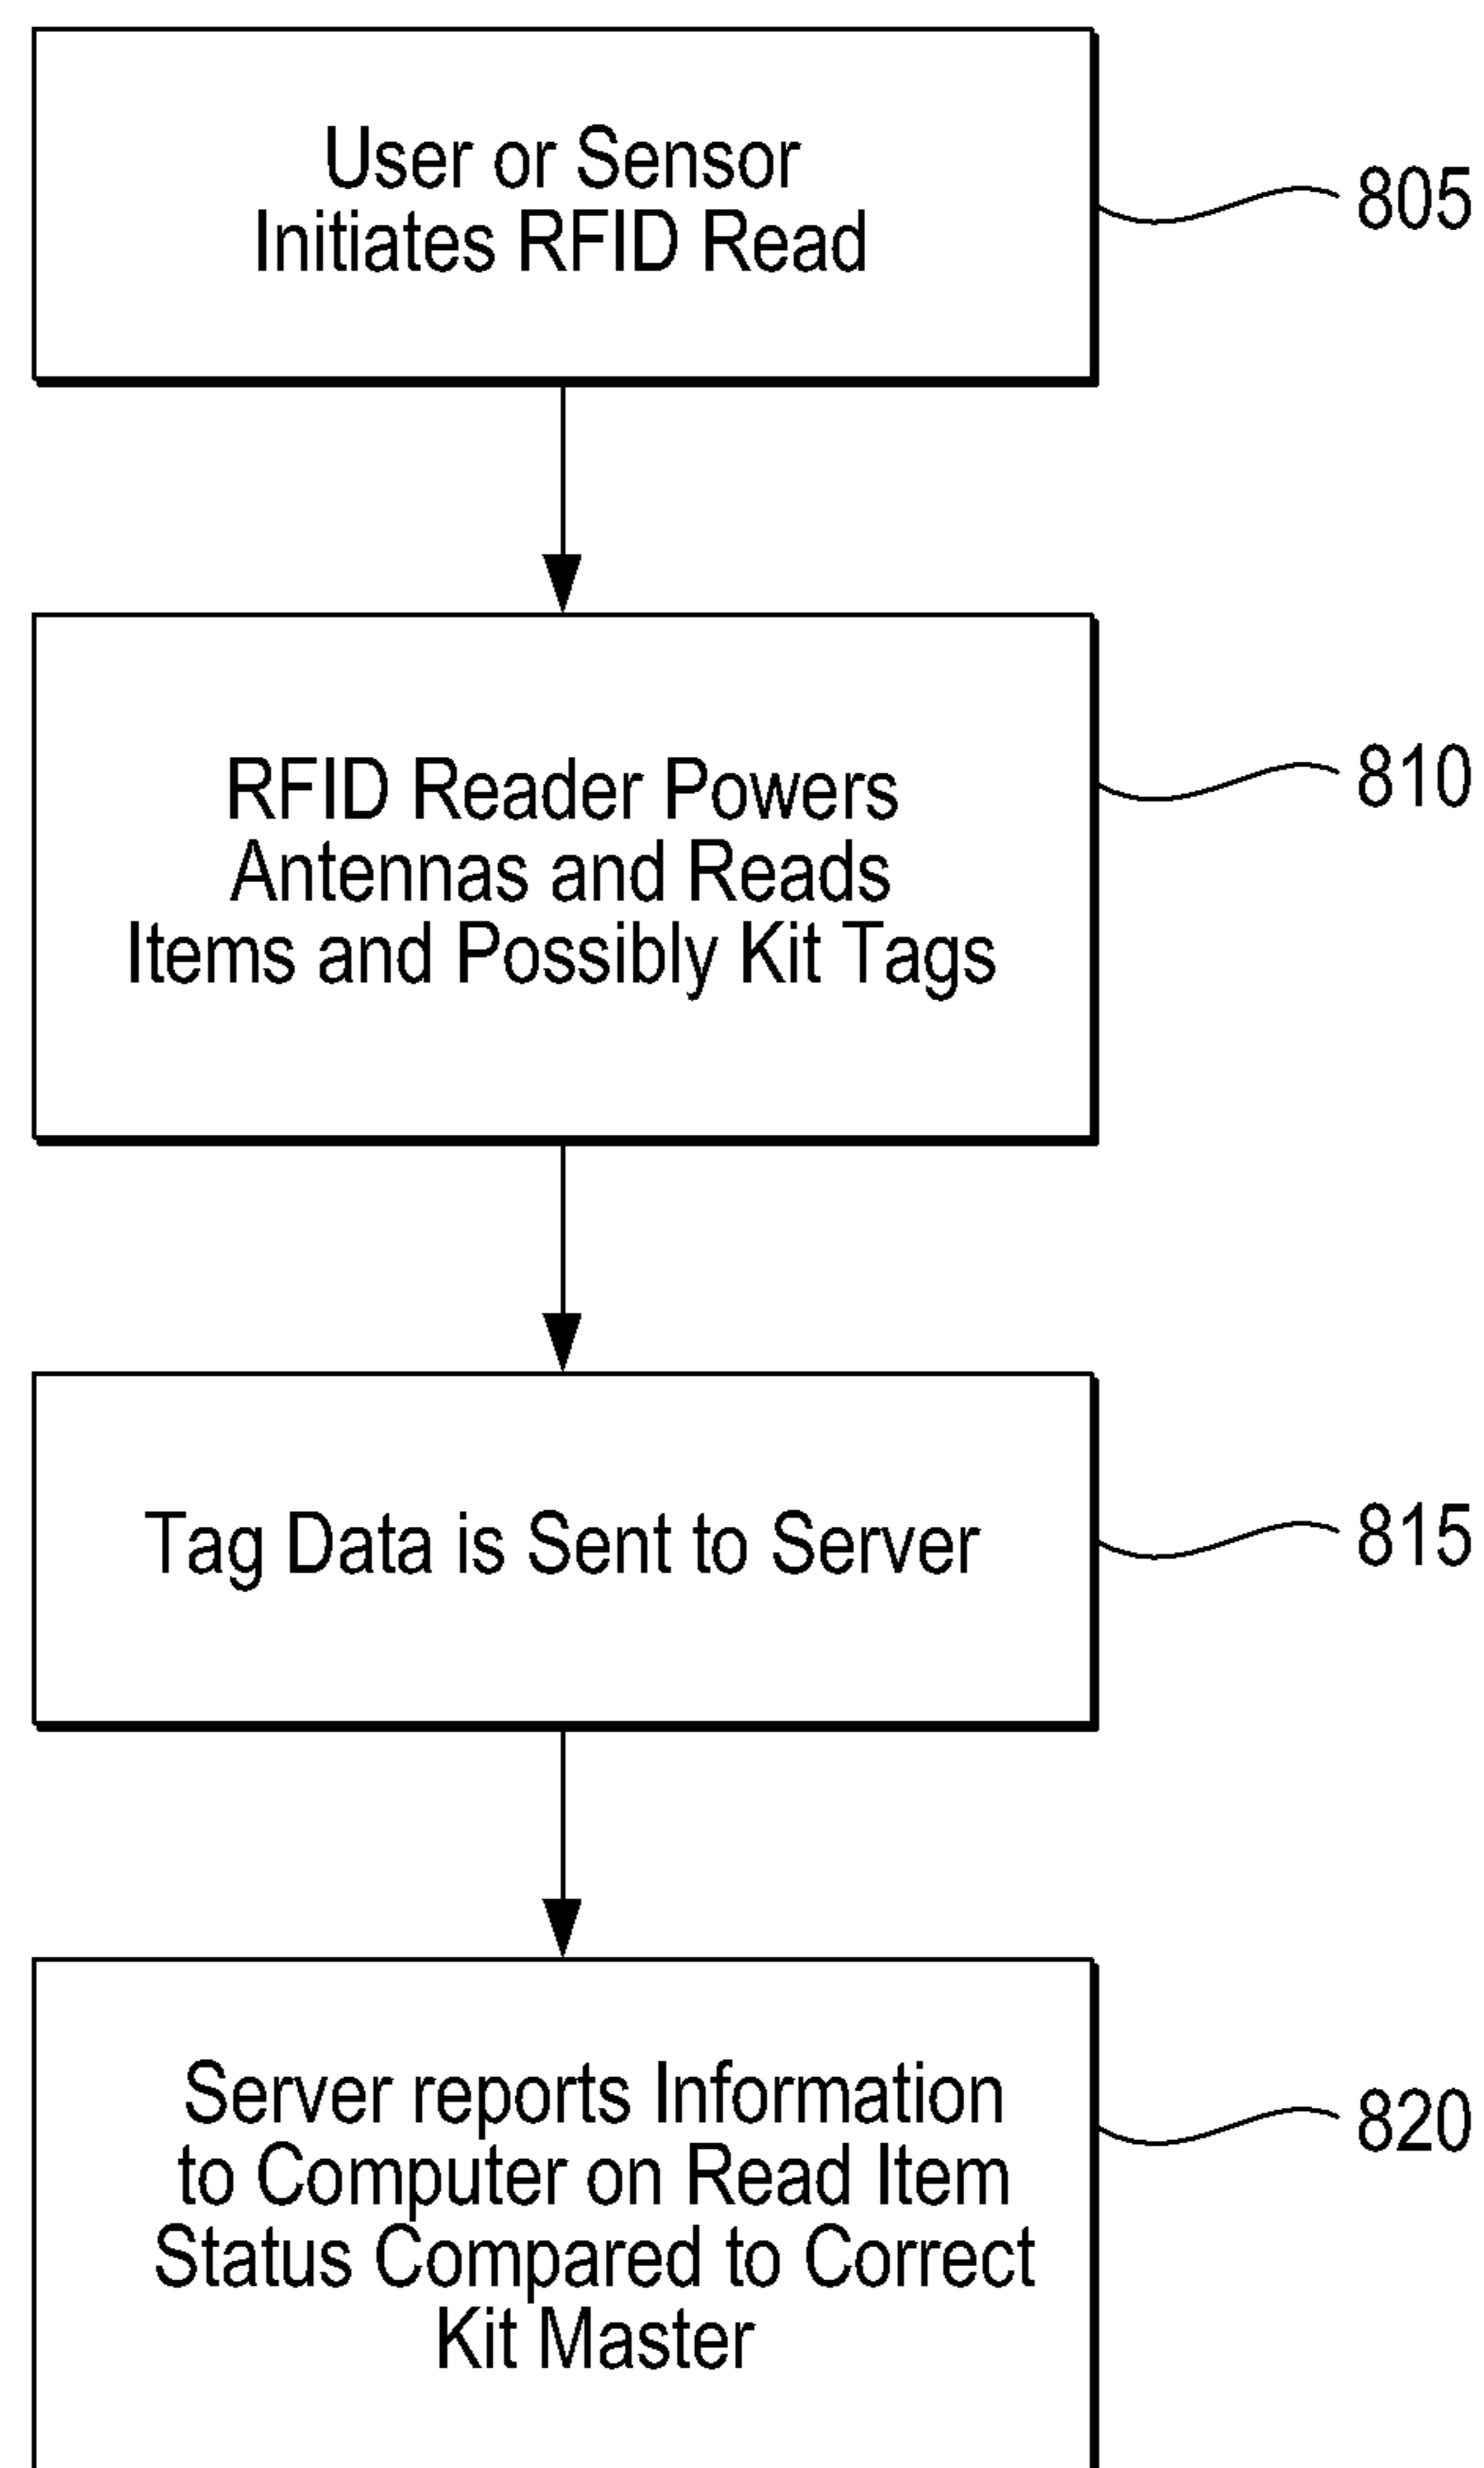 User or Sensor
Initiates RFID Read
805
RFID Reader Powers
Antennas and Reads
Items and Possibly Kit Tags
810
Tag Data is Sent to Server
815
Server reports Information
to Computer on Read Item
Status Compared to Correct
Kit Master
820